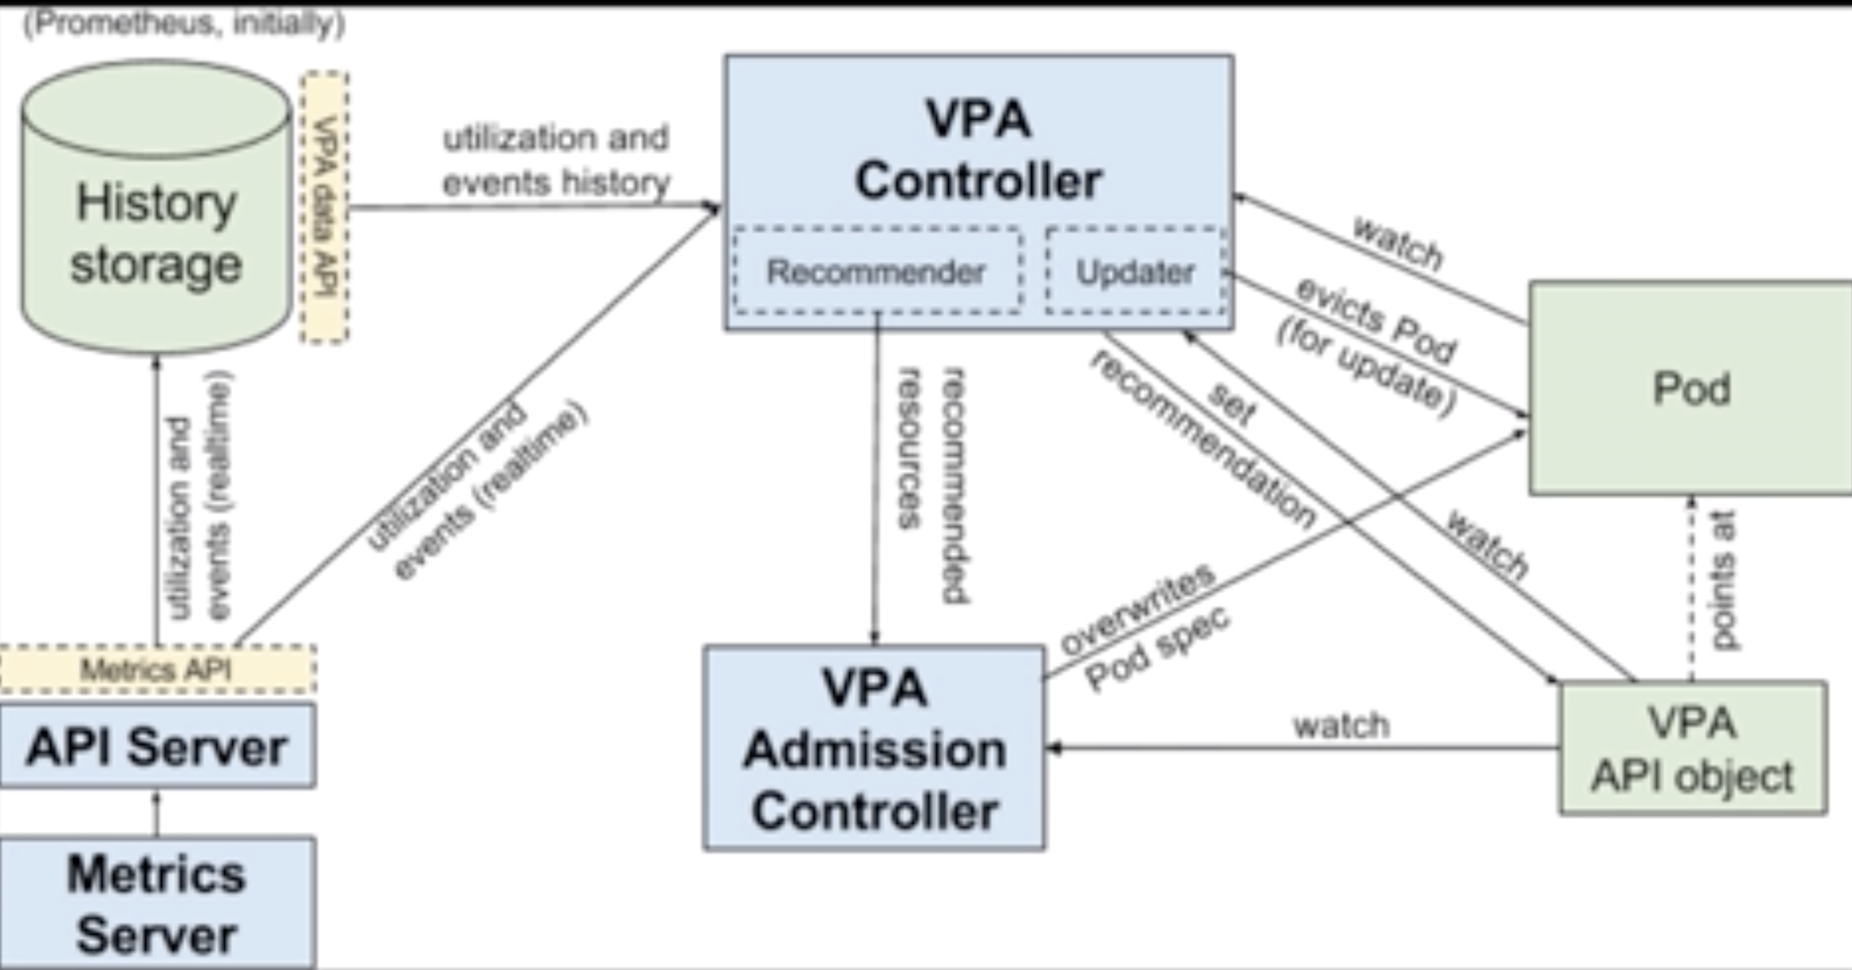 (Prometheus, initially)
History
storage
VPA data API
utilization and
events history
VPA
Controller
Recommender
Updater
watch
evicts Pod
(for update)
Pod
utilization and
events (realtime)
utilization and
events (realtime)
recommended
resources
set
recommendation
watch
points at
overwrites
Pod spec
Metrics API
API Server
Metrics
Server
VPA
Admission
Controller
watch
VPA
API object